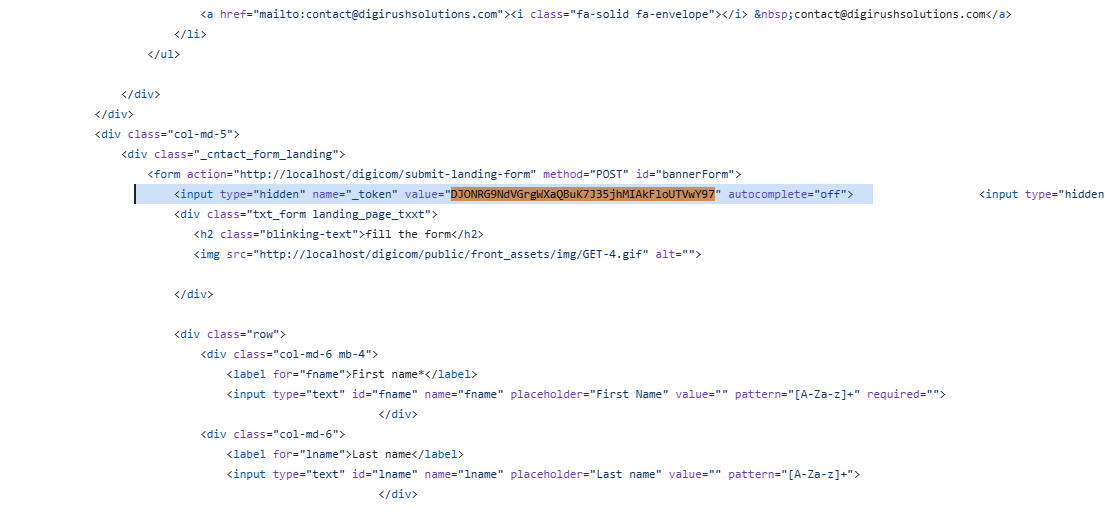 <a href="mailto:contact@digirushsolutions.com"><i class="fa-solid fa-envelope"></i> &nbsp;contact@digirushsolutions.com</a>
</li>
</ul>
</div>
</div>
<div class="col-md-5">
<div class="_cntact_form_landing">
<form action="http://localhost/digicom/submit-landing-form" method="POST" id="bannerForm">
<input type="hidden" name="_token" value="DJONRG9NdVGrgWXaQBuK7J35jhMIAkFloUTVwY97" autocomplete="off"> <input type="hidden
<div class="txt_form landing_page_txxt">
<h2 class="blinking-text">fill the form</h2>
<img src="http://localhost/digicom/public/front_assets/img/GET-4.gif" alt="">
</div>
<div class="row">
<div class="col-md-6 mb-4">
<label for="fname">First name*</label>
<input type="text" id="fname" name="fname" placeholder="First Name" value="" pattern="[A-Za-z]+" required="">
</div>
<div class="col-md-6">
<label for="lname">Last name</label>
<input type="text" id="lname" name="lname" placeholder="Last name" value="" pattern="[A-Za-z]+">
</div>